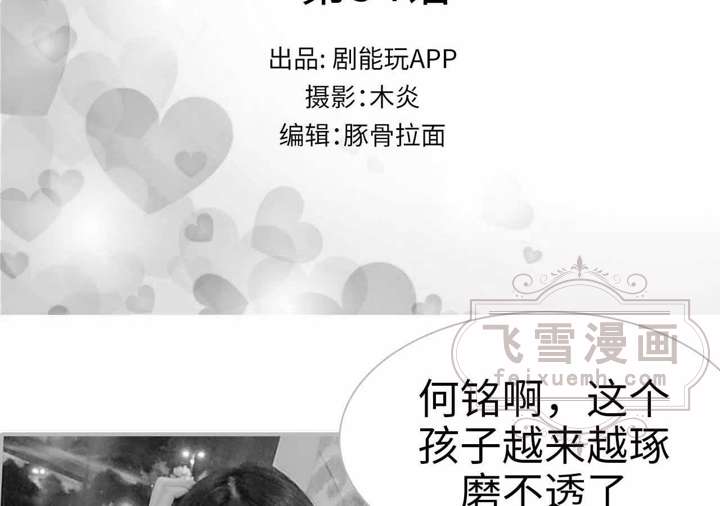 出品: 剧能玩APP
摄影：木炎
编辑：豚骨拉面
飞雪漫画
feixuemh.com
何铭啊，这个
孩子越来越琢
磨不透了